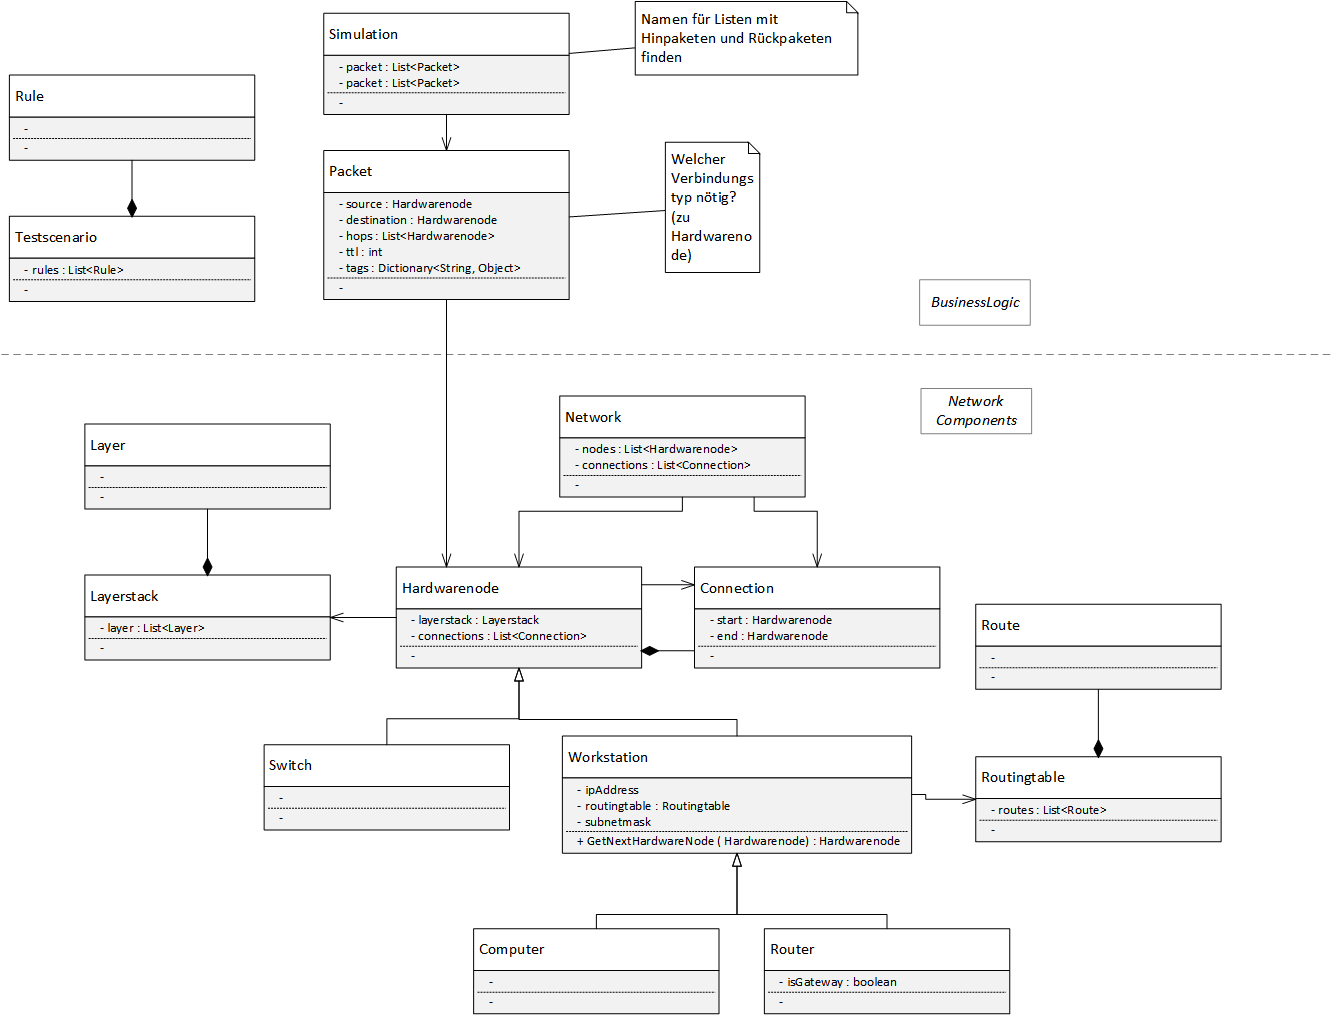 Simulation
- packet : List<Packet>
- packet : List<Packet>
-
Namen für Listen mit
Hinpaketen und Rückpaketen
finden
Rule
-
-
Packet
- source : Hardwarenode
- destination : Hardwarenode
- hops : List<Hardwarenode>
- ttl : int
- tags : Dictionary<String, Object>
-
Welcher
Verbindungs
typ nötig?
(zu
Hardwareno
de)
Testscenario
- rules : List<Rule>
-
BusinessLogic
Network
Components
Network
- nodes : List<Hardwarenode>
- connections : List<Connection>
-
Layer
-
-
Layerstack
- layer : List<Layer>
-
Hardwarenode
- layerstack : Layerstack
- connections : List<Connection>
-
Connection
- start : Hardwarenode
- end : Hardwarenode
-
Route
-
-
Switch
-
-
Workstation
- ipAddress
- routingtable : Routingtable
- subnetmask
+ GetNextHardwareNode ( Hardwarenode) : Hardwarenode
Routingtable
- routes : List<Route>
-
Computer
-
-
Router
- isGateway : boolean
-